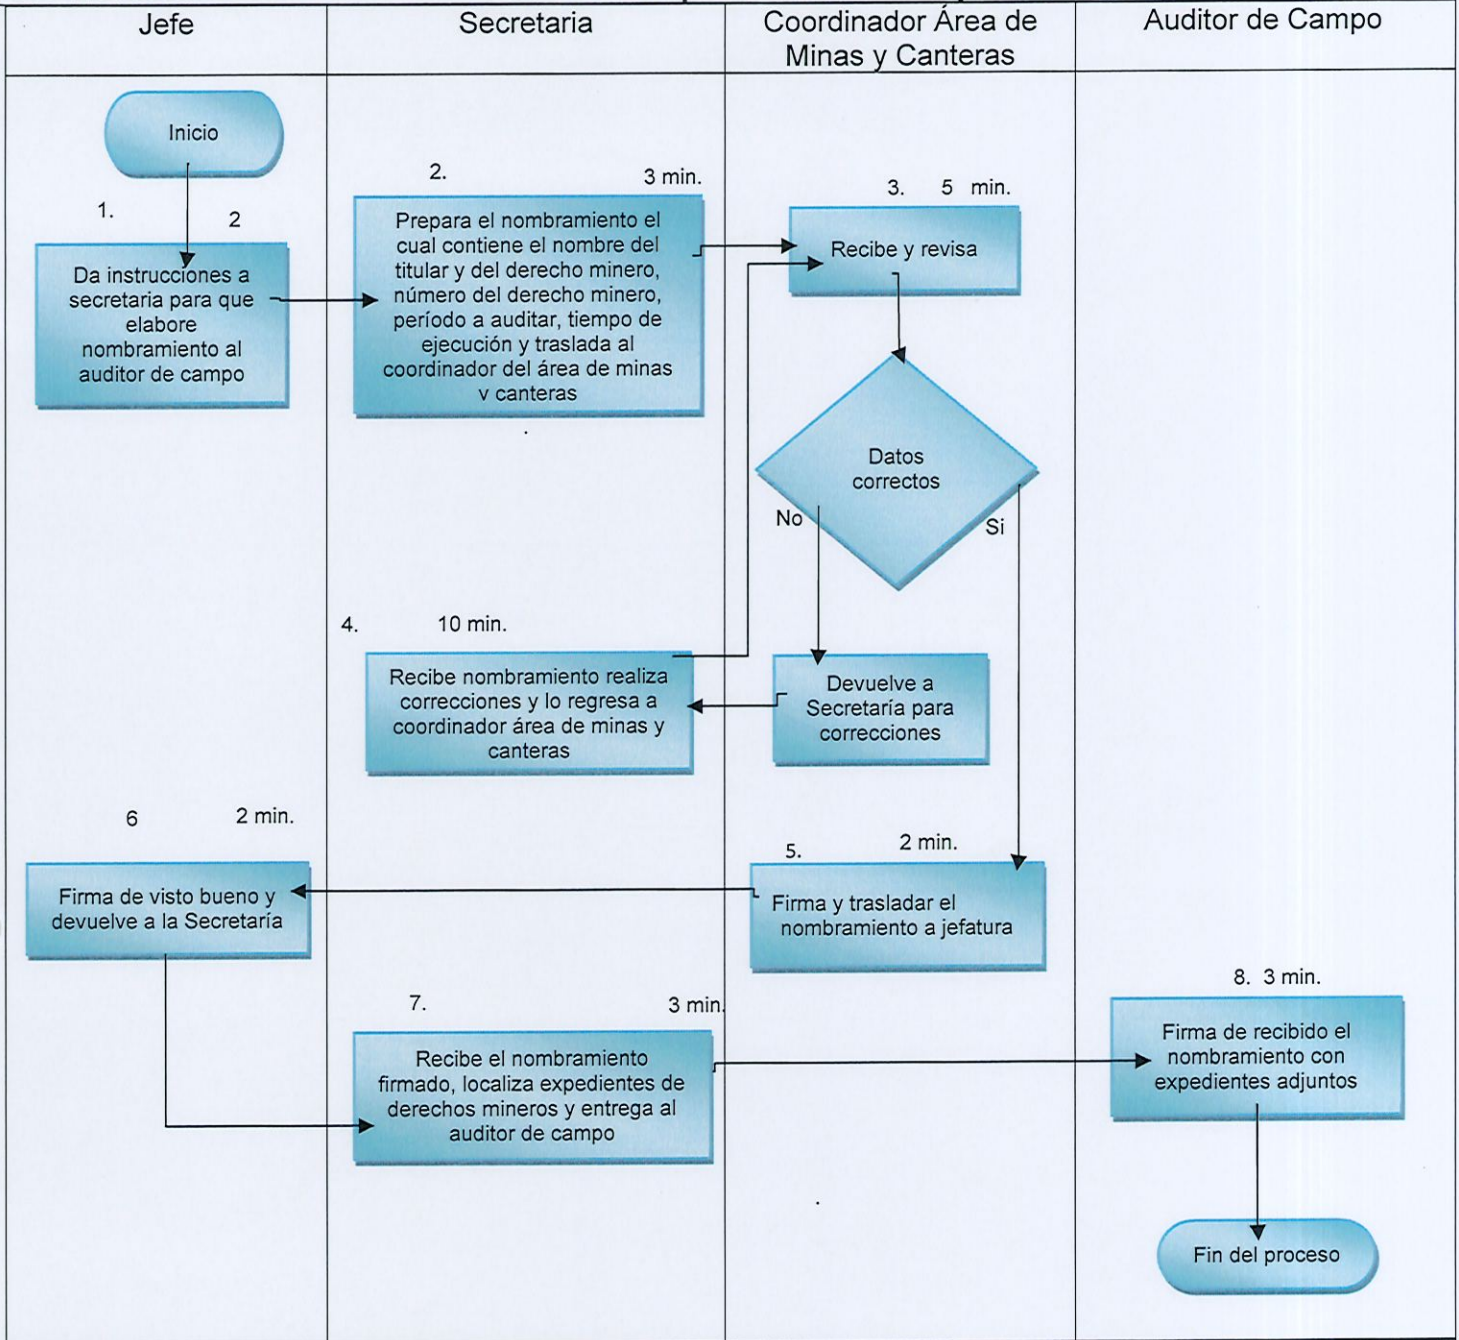 Jefe
Secretaria
Coordinador Área de
Minas y Canteras
Auditor de Campo
Inicio
1. 2
Da instrucciones a
secretaria para que
elabore
nombramiento al
auditor de campo
2. 3 min.
Prepara el nombramiento el
cual contiene el nombre del
titular y del derecho minero,
número del derecho minero,
período a auditar, tiempo de
ejecución y traslada al
coordinador del área de minas
y canteras
3. 5 min.
Recibe y revisa
Datos
correctos
No
Si
4. 10 min.
Recibe nombramiento realiza
correcciones y lo regresa a
coordinador área de minas y
canteras
Devuelve a
Secretaría para
correcciones
5. 2 min.
Firma y trasladar el
nombramiento a jefatura
6 2 min.
Firma de visto bueno y
devuelve a la Secretaría
7. 3 min.
Recibe el nombramiento
firmado, localiza expedientes de
derechos mineros y entrega al
auditor de campo
8. 3 min.
Firma de recibido el
nombramiento con
expedientes adjuntos
Fin del proceso